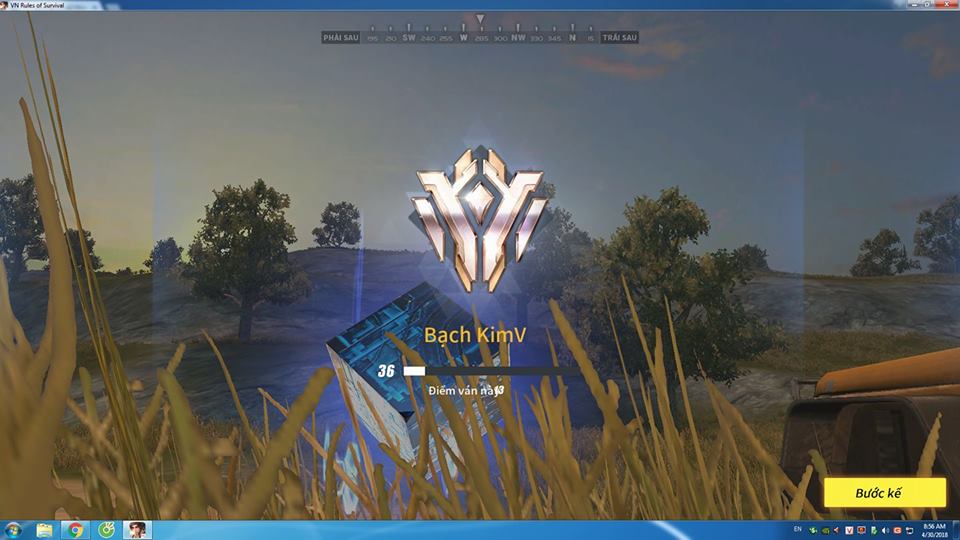 VN Rules of Survival
PHẢI SAU 195 210 SW 240 255 W 285 300 NW 330 345 N 15 TRÁI SAU
Bạch KimV
36
Điểm ván này
Bước kế
EN
8:56 AM
4/30/2018